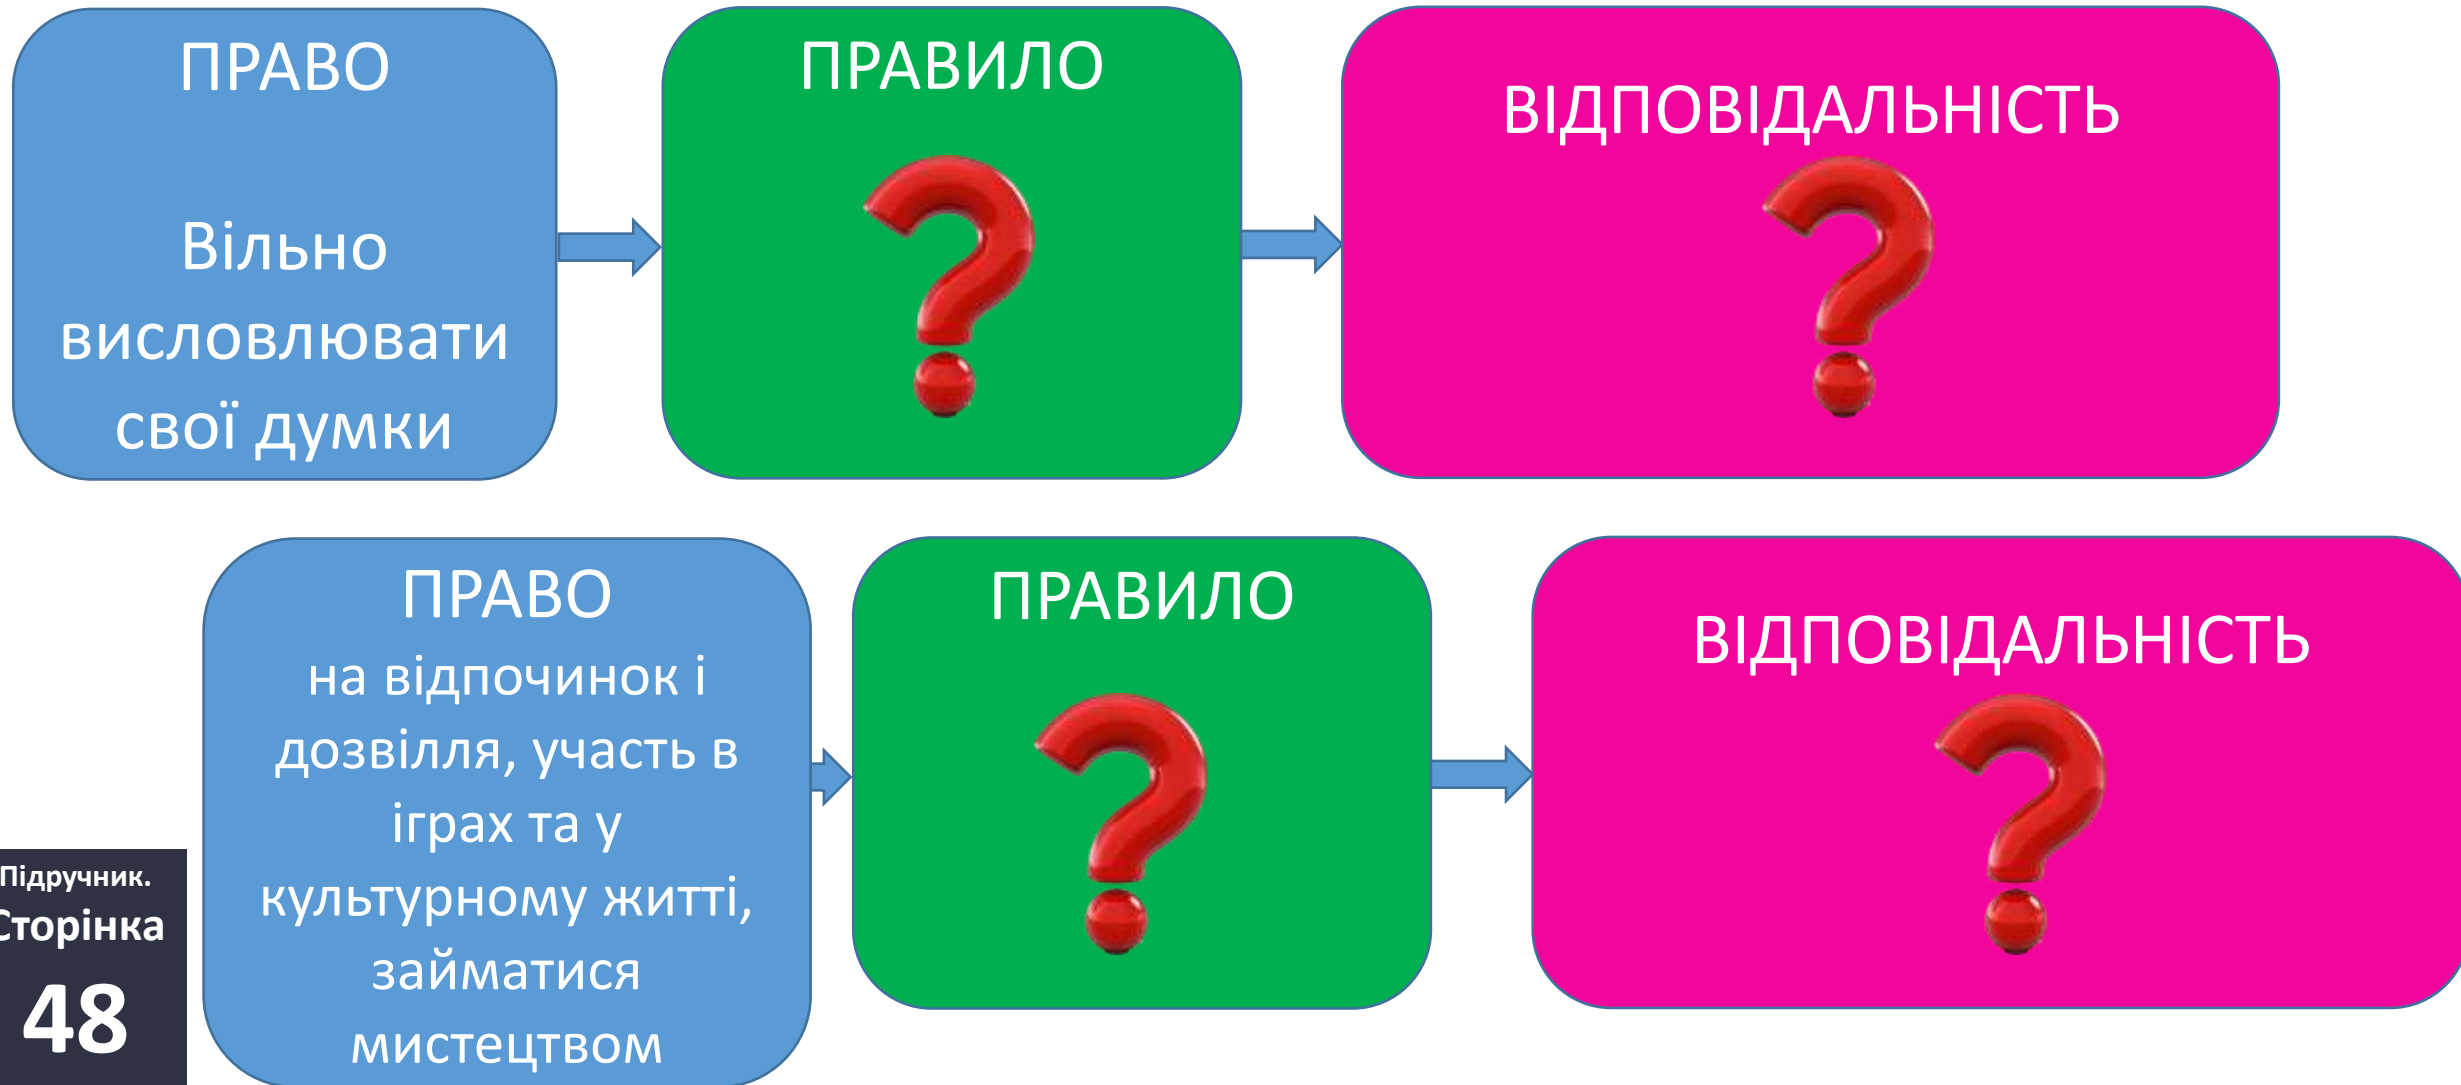 ПРАВО
Вільно
висловлювати
свої думки
ПРАВИЛО
ВІДПОВІДАЛЬНІСТЬ
ПРАВО
на відпочинок і
дозвілля, участь в
іграх та у
культурному житті,
займатися
мистецтвом
ПРАВИЛО
ВІДПОВІДАЛЬНІСТЬ
Підручник.
Сторінка
48